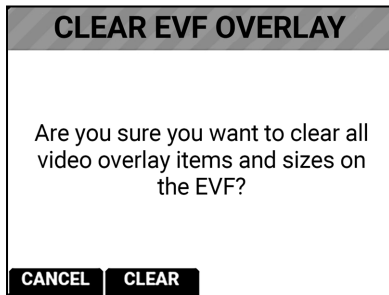 CLEAR EVF OVERLAY
Are you sure you want to clear all
video overlay items and sizes on
the EVF?
CANCEL CLEAR